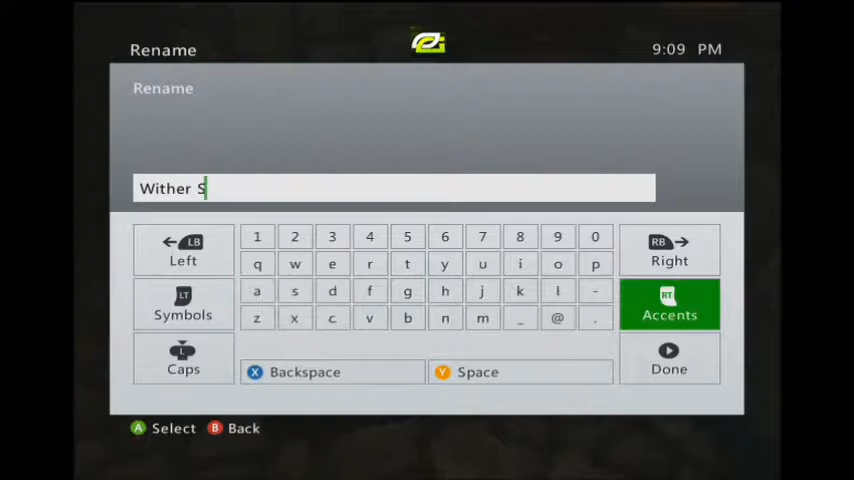 Rename
9:09 PM
Rename
Wither S
LB
Left
1 2 3 4 5 6 7 8 9 0
RB
Right
q w e r t y u i o p
LT
Symbols
a s d f g h j k l -
RT
Accents
z x c v b n m _ @ .
L
Caps
X Backspace
Y Space
Done
A Select B Back